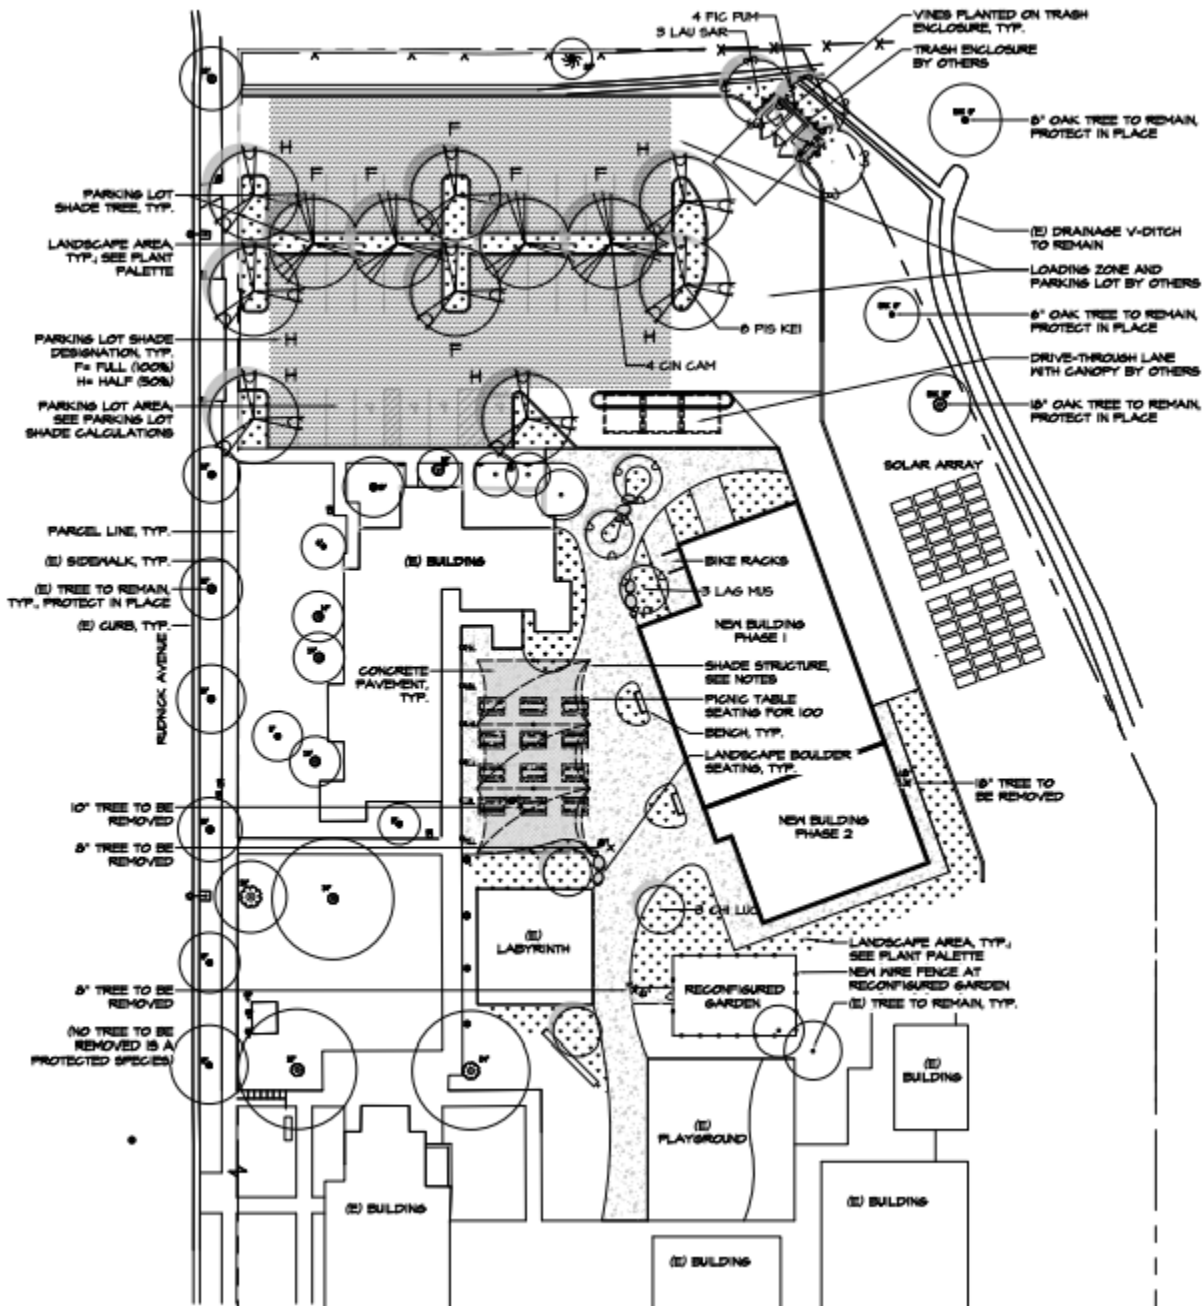 4 FIC PUM
3 LAU SAR
VINES PLANTED ON TRASH
ENCLOSURE, TYP.
TRASH ENCLOSURE
BY OTHERS
8" OAK TREE TO REMAIN,
PROTECT IN PLACE
F
H
F
F
F
F
H
PARKING LOT
SHADE TREE, TYP.
LANDSCAPE AREA,
TYP.; SEE PLANT
PALETTE
(E) DRAINAGE V-DITCH
TO REMAIN
LOADING ZONE AND
PARKING LOT BY OTHERS
6" OAK TREE TO REMAIN,
PROTECT IN PLACE
8 PIS KEI
4 CIN CAM
H
F
H
H
H
PARKING LOT SHADE
DESIGNATION, TYP.
F= FULL (100%)
H= HALF (50%)
DRIVE-THROUGH LANE
WITH CANOPY BY OTHERS
PARKING LOT AREA,
SEE PARKING LOT
SHADE CALCULATIONS
18" OAK TREE TO REMAIN,
PROTECT IN PLACE
SOLAR ARRAY
PARCEL LINE, TYP.
(E) SIDEWALK, TYP.
(E) TREE TO REMAIN,
TYP., PROTECT IN PLACE
(E) CURB, TYP.
RUDNICK AVENUE
(E) BUILDING
BIKE RACKS
3 LAG MUS
NEW BUILDING
PHASE 1
CONCRETE
PAVEMENT,
TYP.
SHADE STRUCTURE,
SEE NOTES
PICNIC TABLE
SEATING FOR 100
BENCH, TYP.
LANDSCAPE BOULDER
SEATING, TYP.
18" TREE TO
BE REMOVED
NEW BUILDING
PHASE 2
10" TREE TO BE
REMOVED
8" TREE TO BE
REMOVED
3 CHI LUC
(E)
LABYRINTH
LANDSCAPE AREA, TYP.;
SEE PLANT PALETTE
NEW WIRE FENCE AT
RECONFIGURED GARDEN
RECONFIGURED
GARDEN
(E) TREE TO REMAIN, TYP.
8" TREE TO BE
REMOVED
(NO TREE TO BE
REMOVED IS A
PROTECTED SPECIES)
(E)
BUILDING
(E)
PLAYGROUND
(E) BUILDING
(E) BUILDING
(E) BUILDING